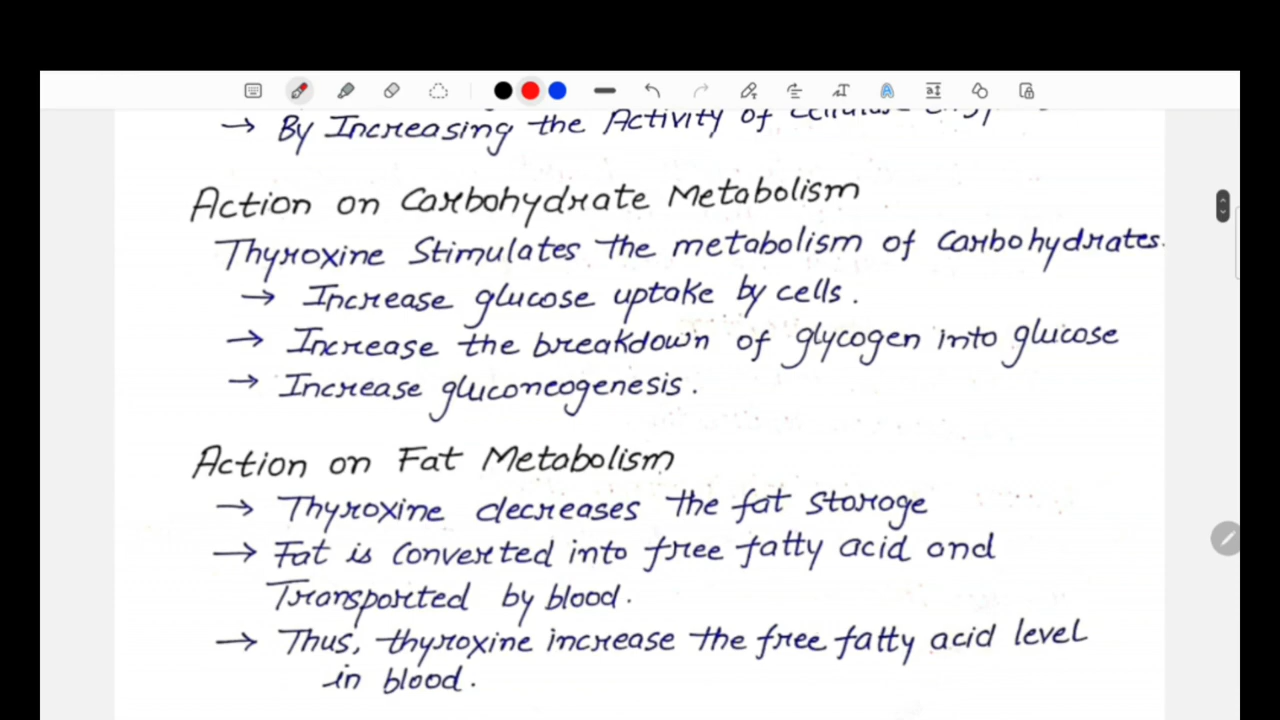 → By Increasing the Activity of
Action on Carbohydrate Metabolism
Thyroxine Stimulates the metabolism of Carbohydrates.
→ Increase glucose uptake by cells.
→ Increase the breakdown of glycogen into glucose
→ Increase gluconeogenesis.
Action on Fat Metabolism
→ Thyroxine decreases the fat storage
→ Fat is converted into free fatty acid and
Transported by blood.
→ Thus, thyroxine increase the free fatty acid level
in blood.